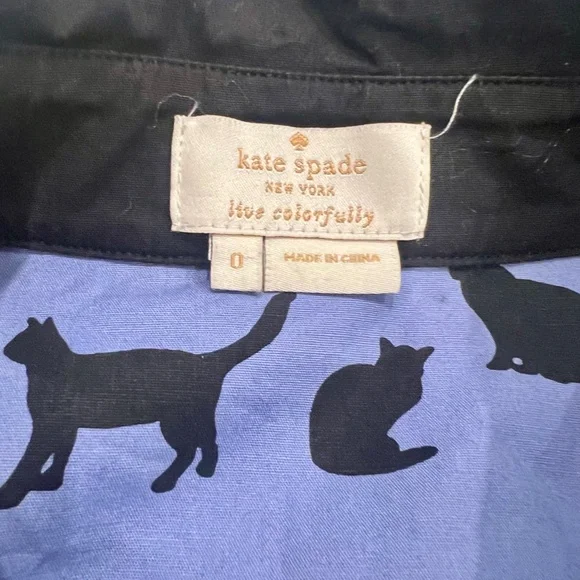 kate spade
NEW YORK
live colorfully
0
MADE IN CHINA